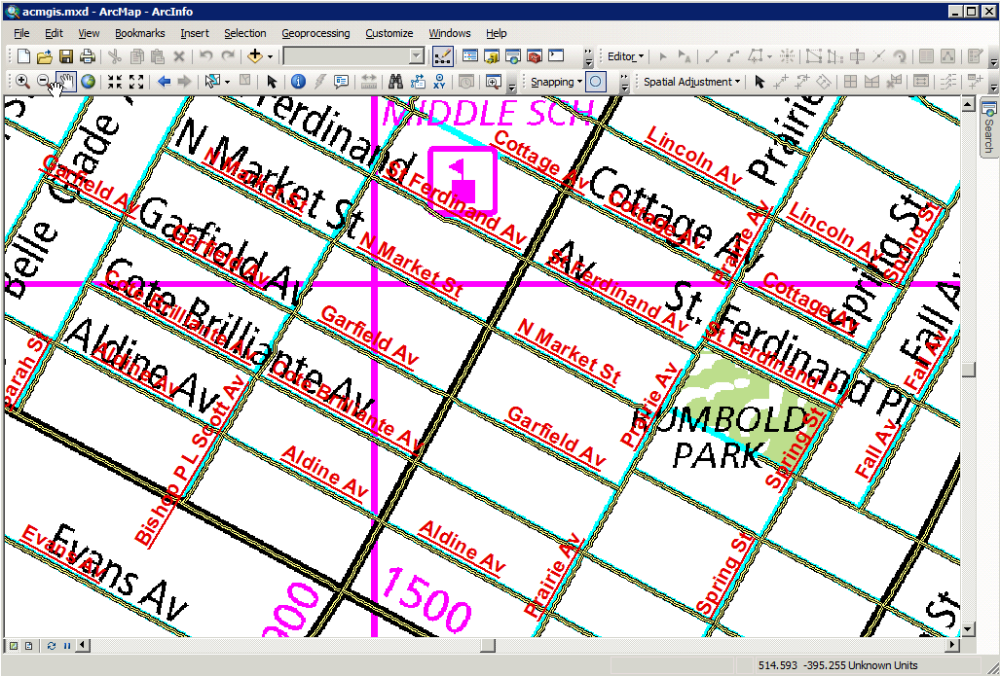 acmgis.mxd - ArcMap - ArcInfo
File Edit View Bookmarks Insert Selection Geoprocessing Customize Windows Help
Editor
Snapping
Spatial Adjustment
Search
MIDDLE SCH
Ferdinand
Cottage Av
Lincoln Av
Prairie
N Market St
N Market St
Glade
Garfield Av
St Ferdinand Av
Cottage Av
Cottage Av
Prairie Av
Lincoln Av
Spring St
Spring St
Belle
Garfield Av
Garfield Av
N Market St
Av
St Ferdinand Av
St. Ferdinand Pl
Cottage Av
Fall Av
Cote Brilliante Av
Cote Brilliante Av
Garfield Av
N Market St
St Ferdinand Pl
Fall Av
Aldine Av
Aldine Av
Sarah St
Cote Brilliante Av
Bishop P L Scott Av
Prairie Av
RUMBOLD
PARK
Garfield Av
Spring St
Fall Av
Aldine Av
Aldine Av
Evans Av
Evans Av
Prairie Av
Spring St
1500
St
514.593 -395.255 Unknown Units